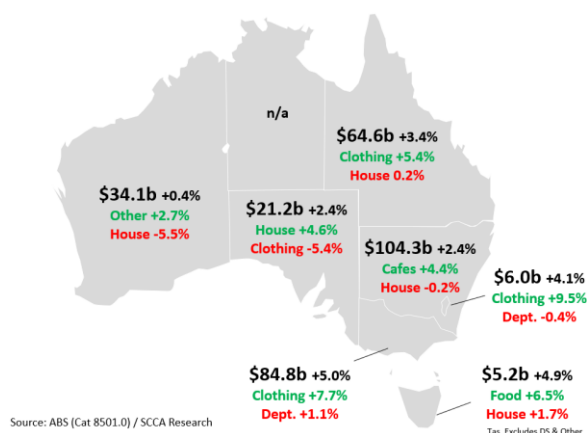 n/a
$64.6b +3.4%
Clothing +5.4%
House 0.2%
$34.1b +0.4%
Other +2.7%
House -5.5%
$21.2b +2.4%
House +4.6%
Clothing -5.4%
$104.3b +2.4%
Cafes +4.4%
House -0.2%
$6.0b +4.1%
Clothing +9.5%
Dept. -0.4%
$84.8b +5.0%
Clothing +7.7%
Dept. +1.1%
$5.2b +4.9%
Food +6.5%
House +1.7%
Source: ABS (Cat 8501.0) / SCCA Research
Tas. Excludes DS & Other